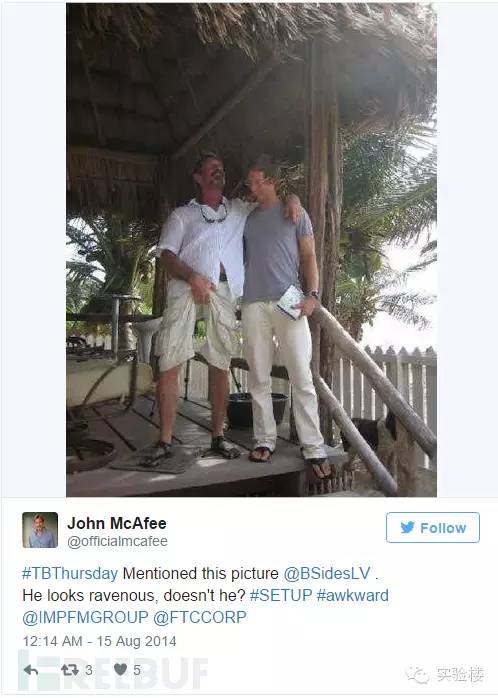 John McAfee
@officialmcafee
Follow
#TBThursday Mentioned this picture @BSidesLV .
He looks ravenous, doesn't he? #SETUP #awkward
@IMPFMGROUP @FTCCORP
12:14 AM - 15 Aug 2014
3
5
REEBUF
实验楼